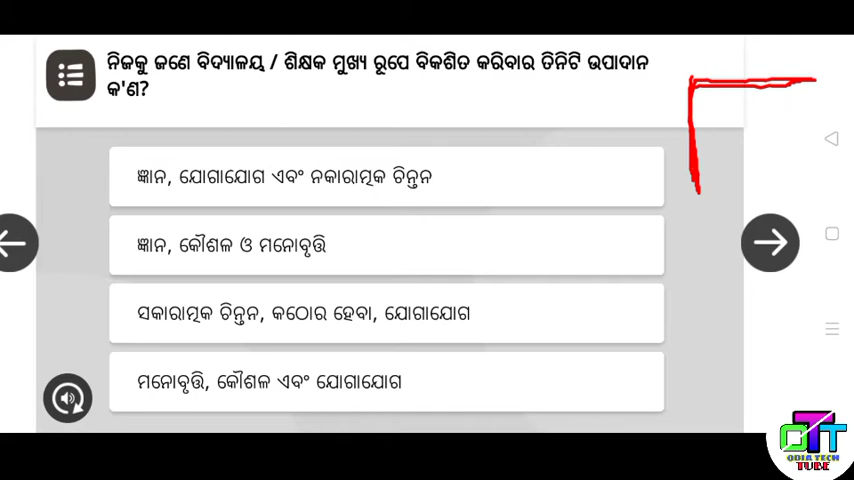 ନିଜକୁ ଜଣେ ବିଦ୍ୟାଳୟ / ଶିକ୍ଷକ ମୁଖ୍ୟ ରୂପେ ବିକଶିତ କରିବାର ତିନିଟି ଉପାଦାନ
କ'ଣ?
ଜ୍ଞାନ, ଯୋଗାଯୋଗ ଏବଂ ନକାରାତ୍ମକ ଚିନ୍ତନ
ଜ୍ଞାନ, କୌଶଳ ଓ ମନୋବୃତ୍ତି
ସକାରାତ୍ମକ ଚିନ୍ତନ, କଠୋର ହେବା, ଯୋଗାଯୋଗ
ମନୋବୃତ୍ତି, କୌଶଳ ଏବଂ ଯୋଗାଯୋଗ
OTT
ODIA TECH
TUBE